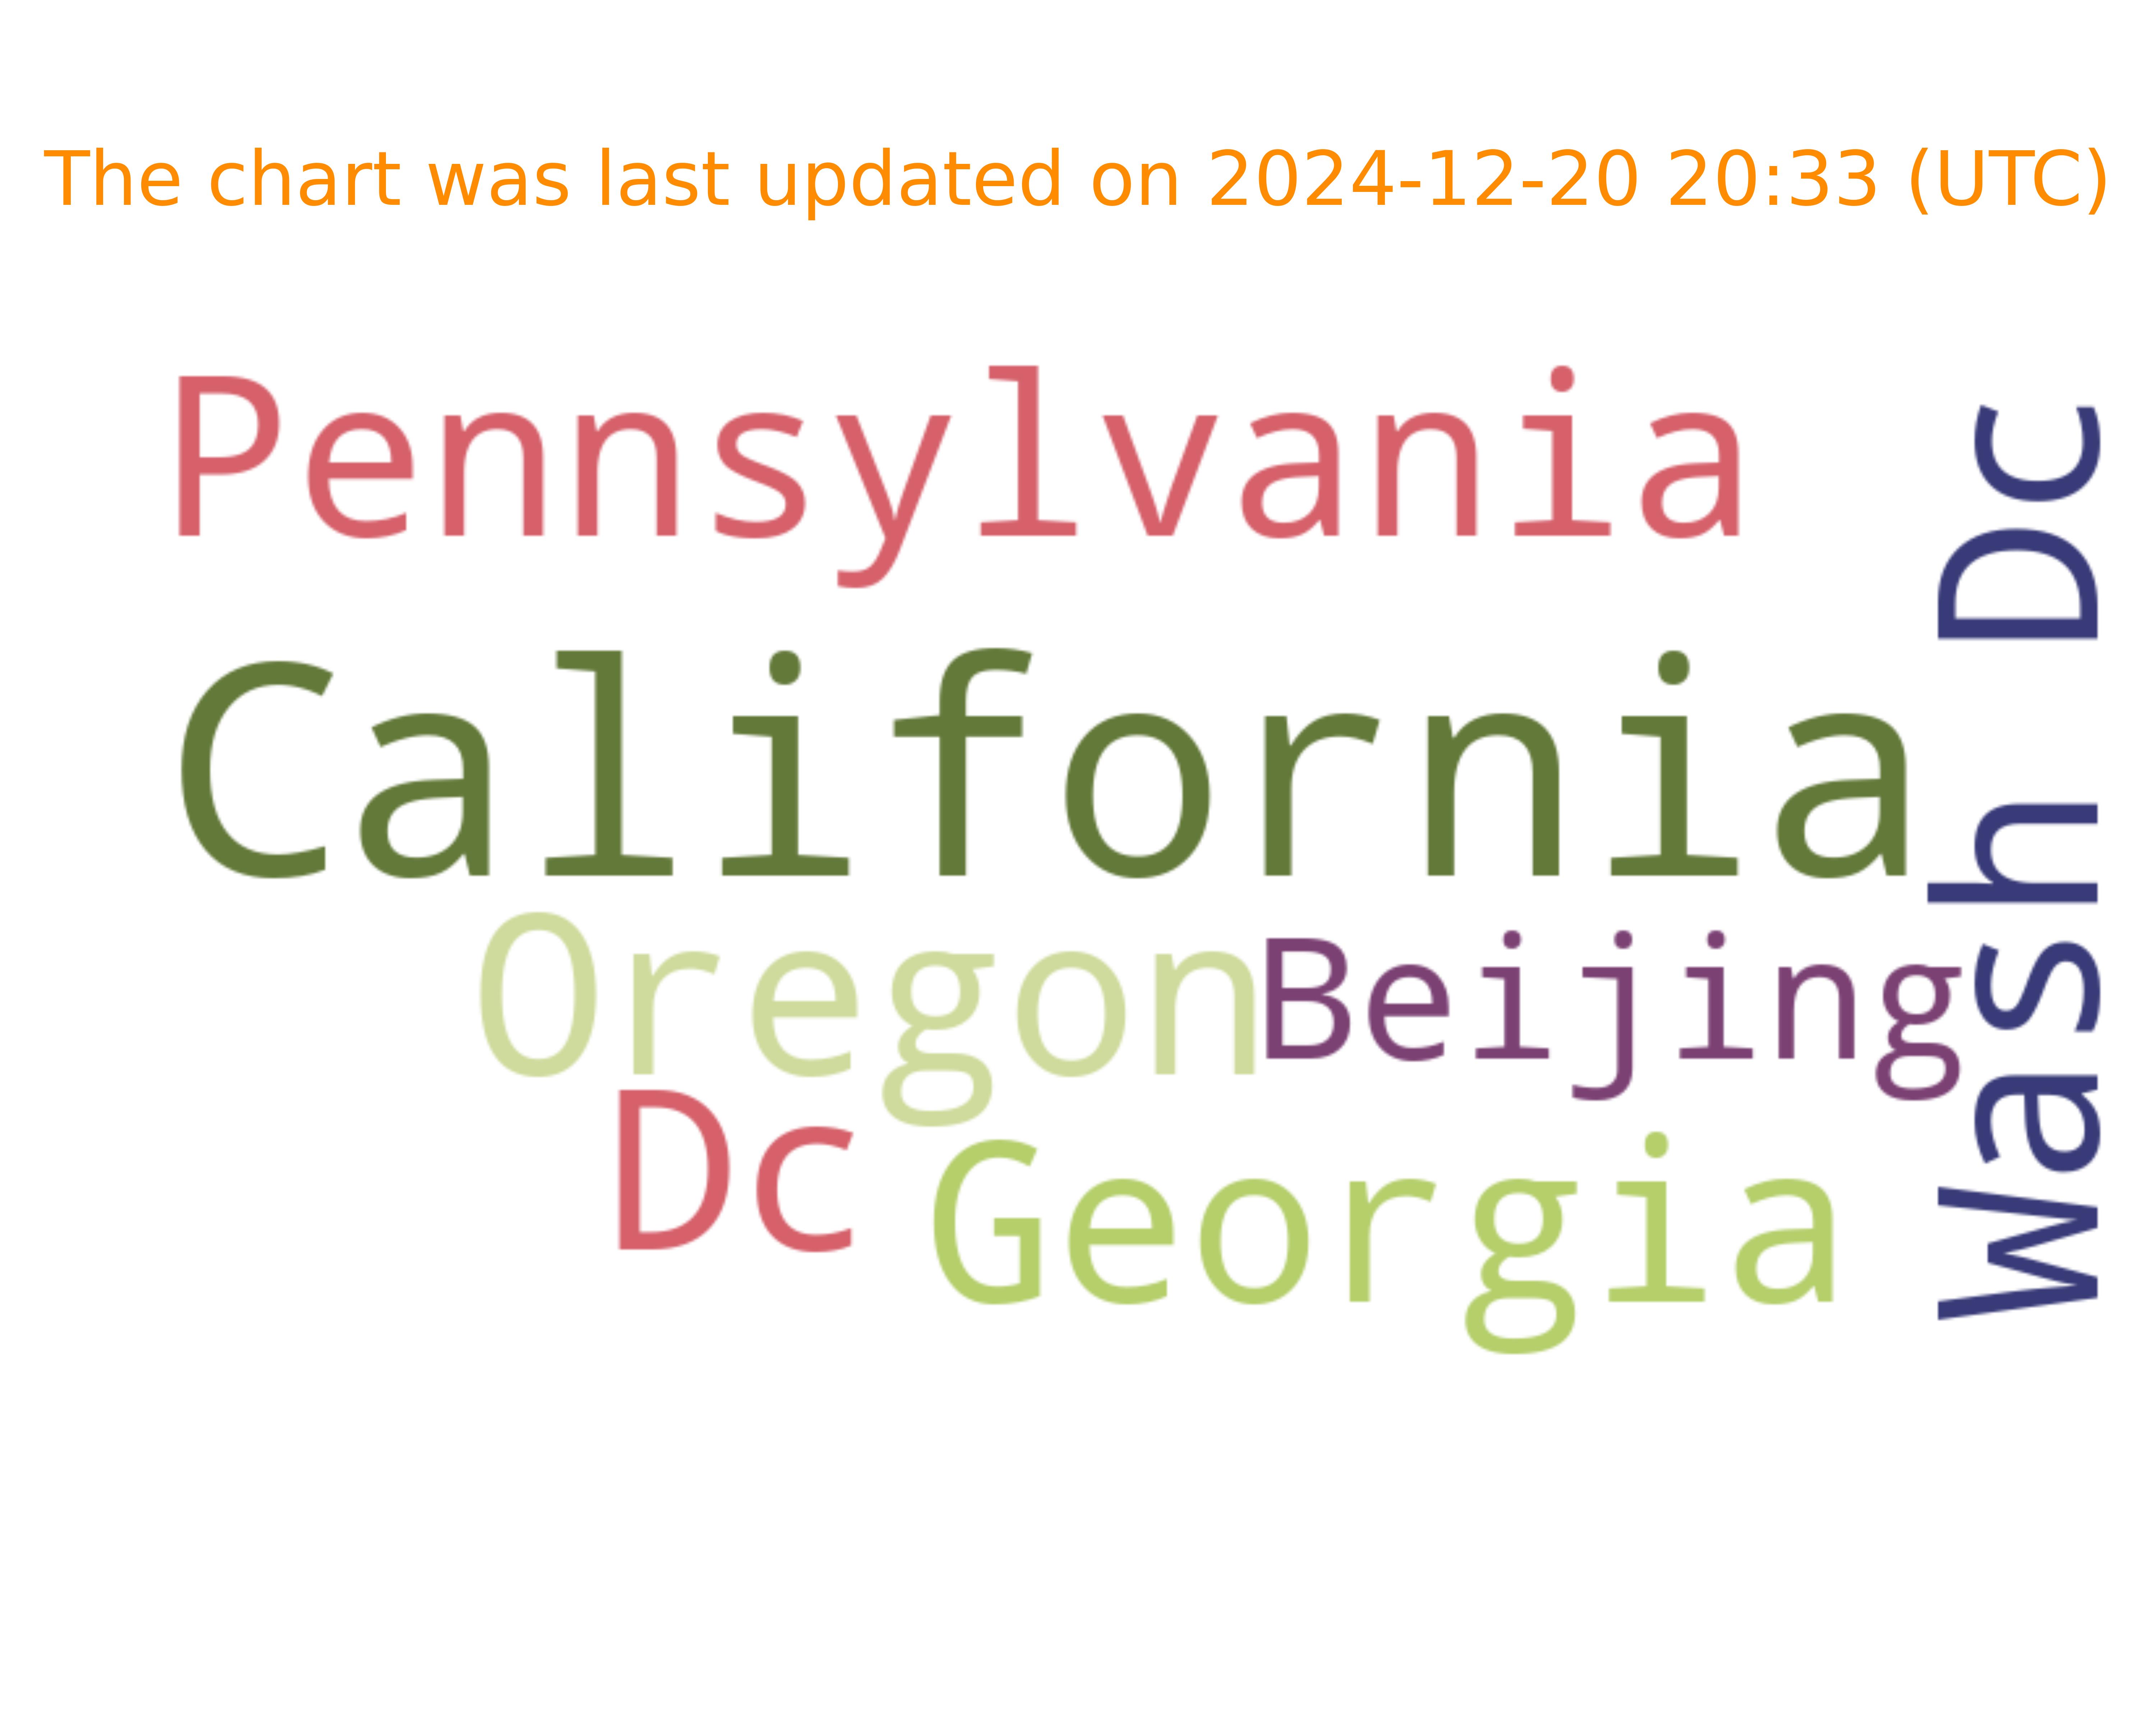 The chart was last updated on 2024-12-20 20:33 (UTC)
Pennsylvania
California
Oregon
Beijing
Dc
Georgia
Wash Dc